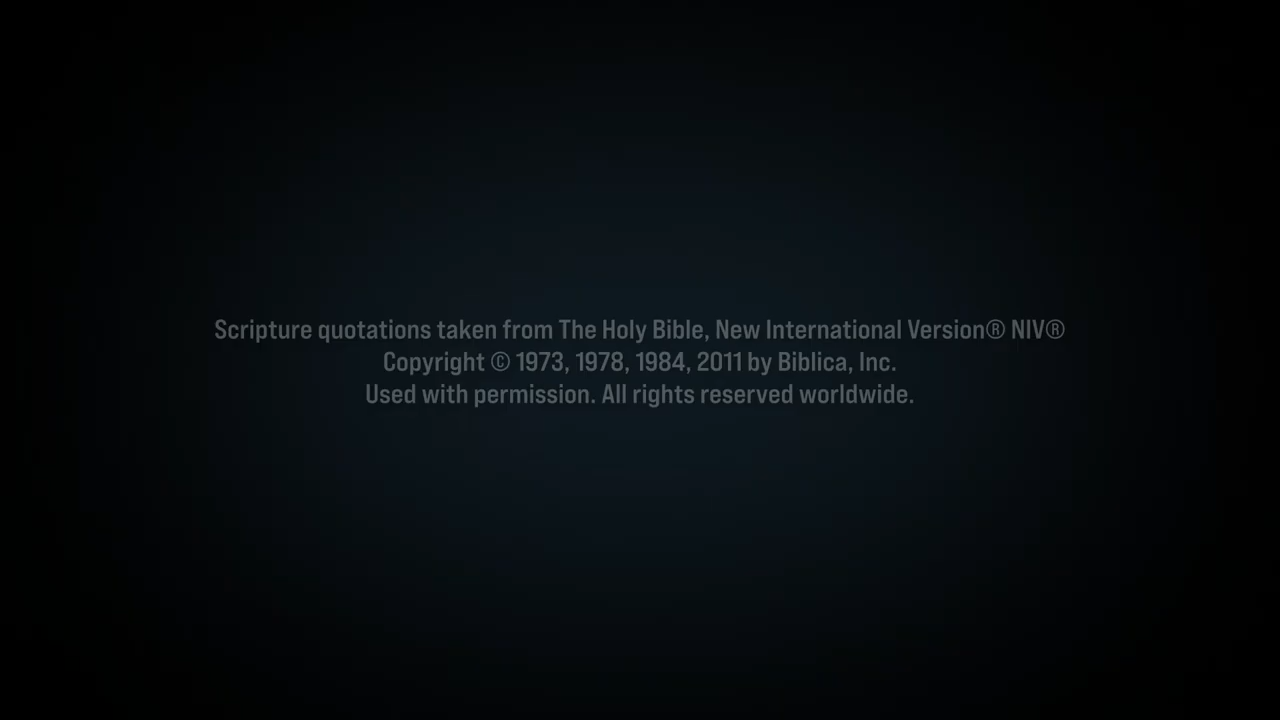 Scripture quotations taken from The Holy Bible, New International Version® NIV®
Copyright © 1973, 1978, 1984, 2011 by Biblica, Inc.
Used with permission. All rights reserved worldwide.